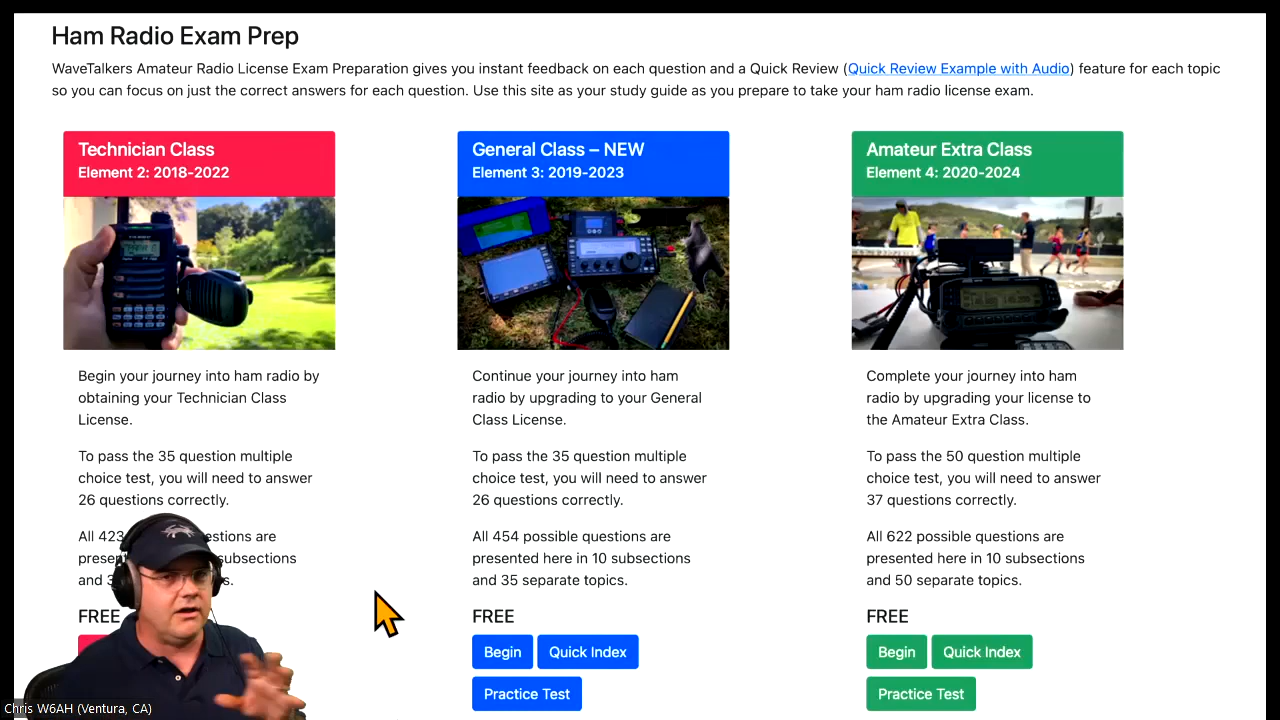 Ham Radio Exam Prep
WaveTalkers Amateur Radio License Exam Preparation gives you instant feedback on each question and a Quick Review (Quick Review Example with Audio) feature for each topic
so you can focus on just the correct answers for each question. Use this site as your study guide as you prepare to take your ham radio license exam.
Technician Class
Element 2: 2018-2022
Begin your journey into ham radio by
obtaining your Technician Class
License.
To pass the 35 question multiple
choice test, you will need to answer
26 questions correctly.
All 423
subsections
and
FREE
General Class – NEW
Element 3: 2019-2023
Continue your journey into ham
radio by upgrading to your General
Class License.
To pass the 35 question multiple
choice test, you will need to answer
26 questions correctly.
All 454 possible questions are
presented here in 10 subsections
and 35 separate topics.
FREE
Begin
Quick Index
Practice Test
Amateur Extra Class
Element 4: 2020-2024
Complete your journey into ham
radio by upgrading your license to
the Amateur Extra Class.
To pass the 50 question multiple
choice test, you will need to answer
37 questions correctly.
All 622 possible questions are
presented here in 10 subsections
and 50 separate topics.
FREE
Begin
Quick Index
Practice Test
Chris W6AH (Ventura, CA)